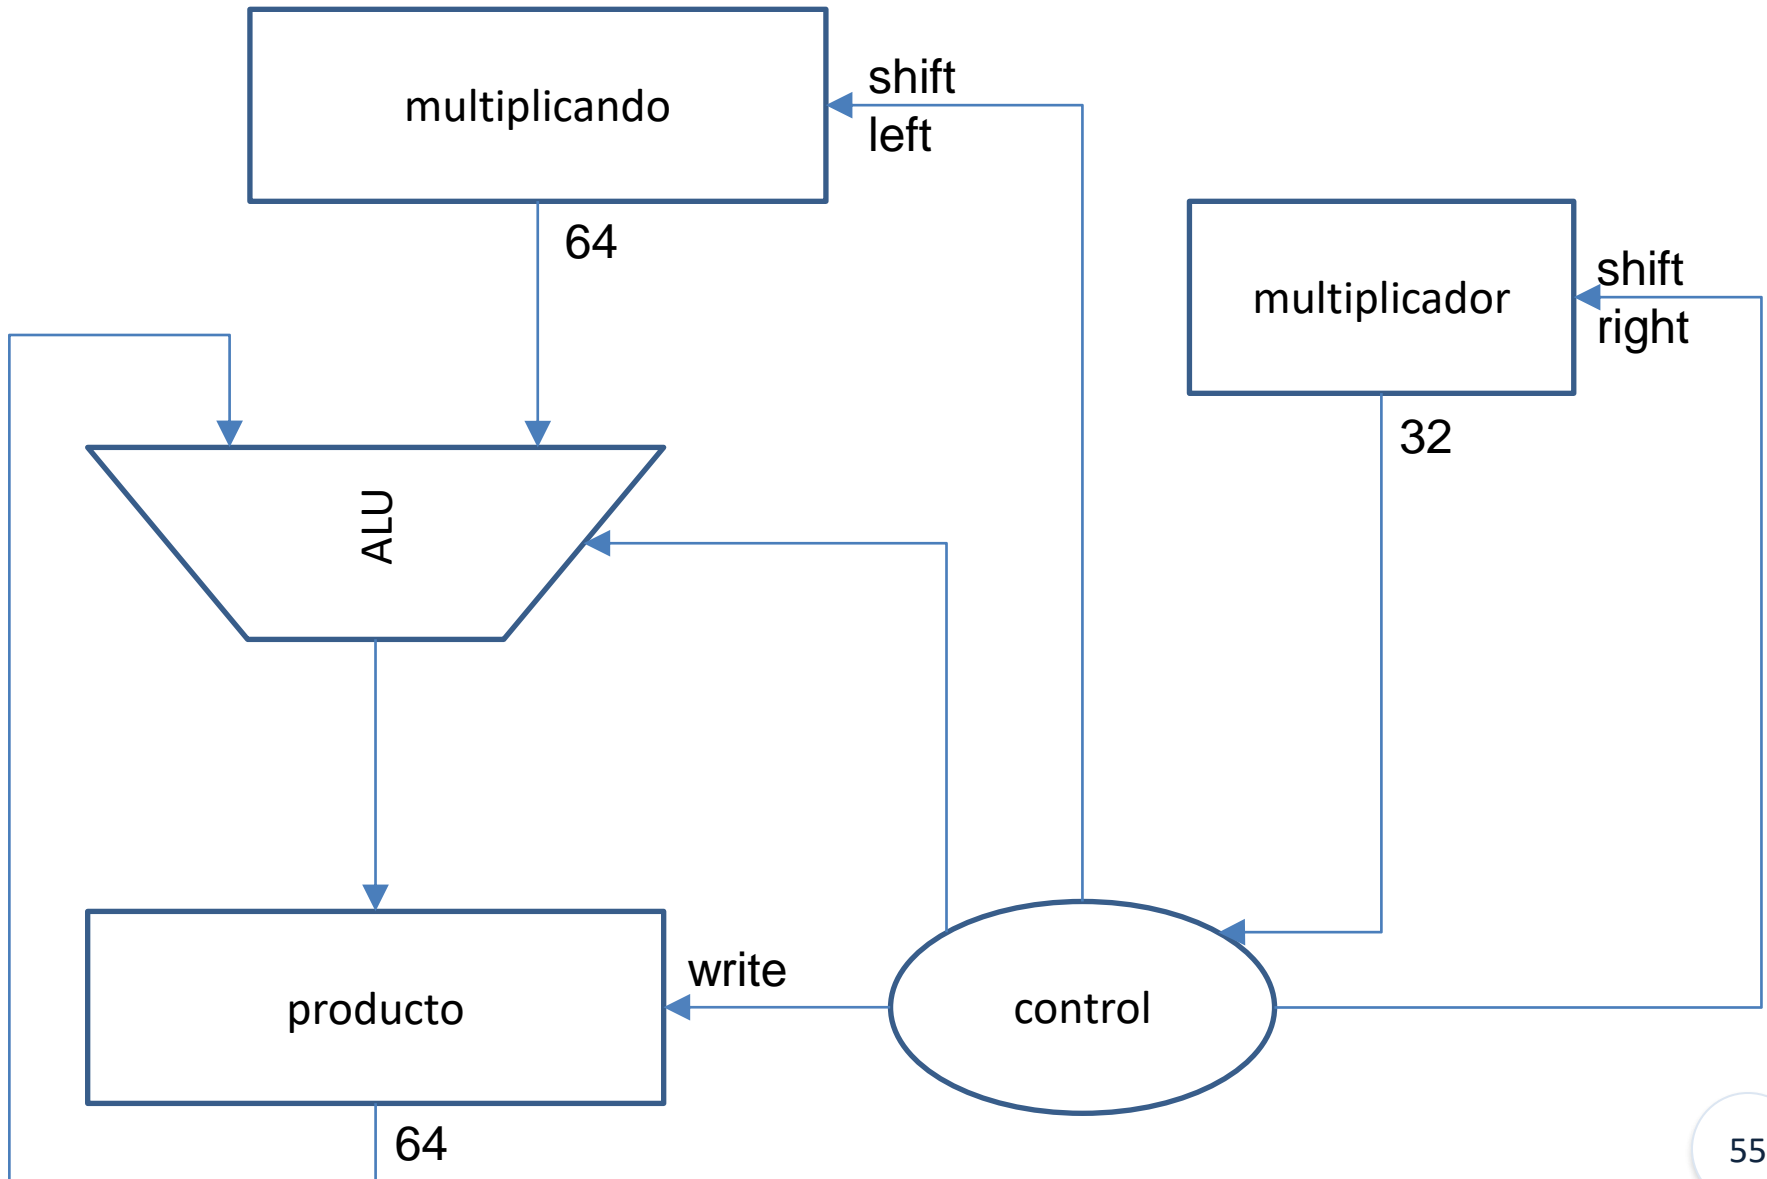 multiplicando
shift
left
64
multiplicador
shift
right
32
ALU
write
producto
control
64
55